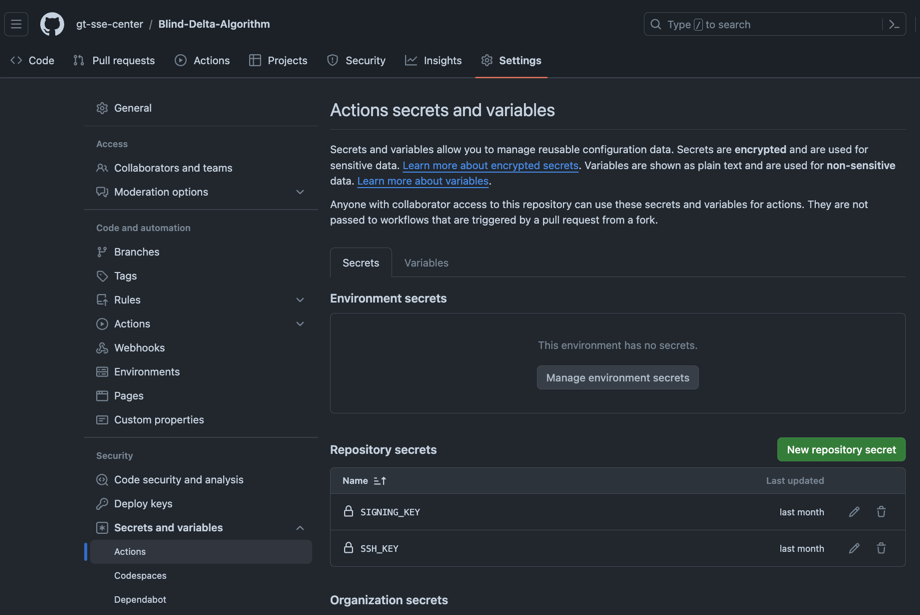 gt-sse-center / Blind-Delta-Algorithm
Type / to search
Code Pull requests Actions Projects Security Insights Settings
General
Access
Collaborators and teams
Moderation options
Code and automation
Branches
Tags
Rules
Actions
Webhooks
Environments
Pages
Custom properties
Security
Code security and analysis
Deploy keys
Secrets and variables
Actions
Codespaces
Dependabot
Actions secrets and variables
Secrets and variables allow you to manage reusable configuration data. Secrets are encrypted and are used for
sensitive data. Learn more about encrypted secrets. Variables are shown as plain text and are used for non-sensitive
data. Learn more about variables.
Anyone with collaborator access to this repository can use these secrets and variables for actions. They are not
passed to workflows that are triggered by a pull request from a fork.
Secrets Variables
Environment secrets
This environment has no secrets.
Manage environment secrets
Repository secrets
New repository secret
Name Last updated
SIGNING_KEY last month
SSH_KEY last month
Organization secrets